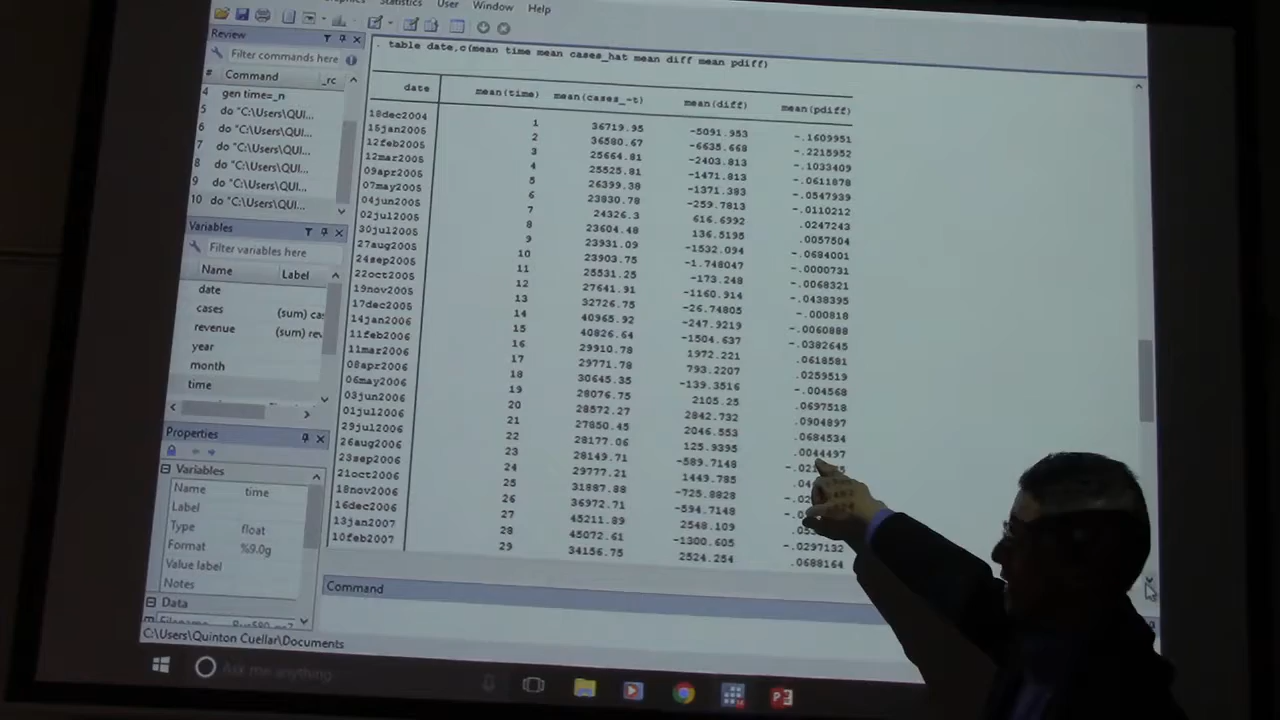 Statistics User Window Help
Review
Filter commands here
# Command _rc
4 gen time=_n
5 do "C:\Users\QUI...
6 do "C:\Users\QUI...
7 do "C:\Users\QUI...
8 do "C:\Users\QUI...
9 do "C:\Users\QUI...
10 do "C:\Users\QUI...
Variables
Filter variables here
Name Label
date
cases (sum) cas
revenue (sum) rev
year
month
time
Properties
Variables
Name time
Label
Type float
Format %9.0g
Value label
Notes
Data
. table date,c(mean time mean cases_hat mean diff mean pdiff)
date mean(time) mean(cases_~t) mean(diff) mean(pdiff)
18dec2004 1 36719.95 -5091.953 -.1609951
15jan2005 2 36580.67 -6635.668 -.2215952
12feb2005 3 25664.81 -2403.813 -.1033409
12mar2005 4 25525.81 -1471.813 -.0611878
09apr2005 5 26399.38 -1371.383 -.0547939
07may2005 6 23830.78 -259.7813 -.0110212
04jun2005 7 24326.3 616.6992 .0247243
02jul2005 8 23604.48 136.5195 .0057504
30jul2005 9 23931.09 -1532.094 -.0684001
27aug2005 10 23903.75 -1.748047 -.0000731
24sep2005 11 25531.25 -173.248 -.0068321
22oct2005 12 27641.91 -1160.914 -.0438395
19nov2005 13 32726.75 -26.74805 -.000818
17dec2005 14 40965.92 -247.9219 -.0060888
14jan2006 15 40826.64 -1504.637 -.0382645
11feb2006 16 29910.78 1972.221 .0618581
11mar2006 17 29771.78 793.2207 .0259519
08apr2006 18 30645.35 -139.3516 -.004568
06may2006 19 28076.75 2105.25 .0697518
03jun2006 20 28572.27 2842.732 .0904897
01jul2006 21 27850.45 2046.553 .0684534
29jul2006 22 28177.06 125.9395 .0044497
26aug2006 23 28149.71 -589.7148
23sep2006 24 29777.21 1449.785
21oct2006 25 31887.88 -725.8828
18nov2006 26 36972.71 -594.7148
16dec2006 27 45211.89 2548.109
13jan2007 28 45072.61 -1300.605 -.0297132
10feb2007 29 34156.75 2524.254 .0688164
Command
C:\Users\Quinton Cuellar\Documents
Ask me anything